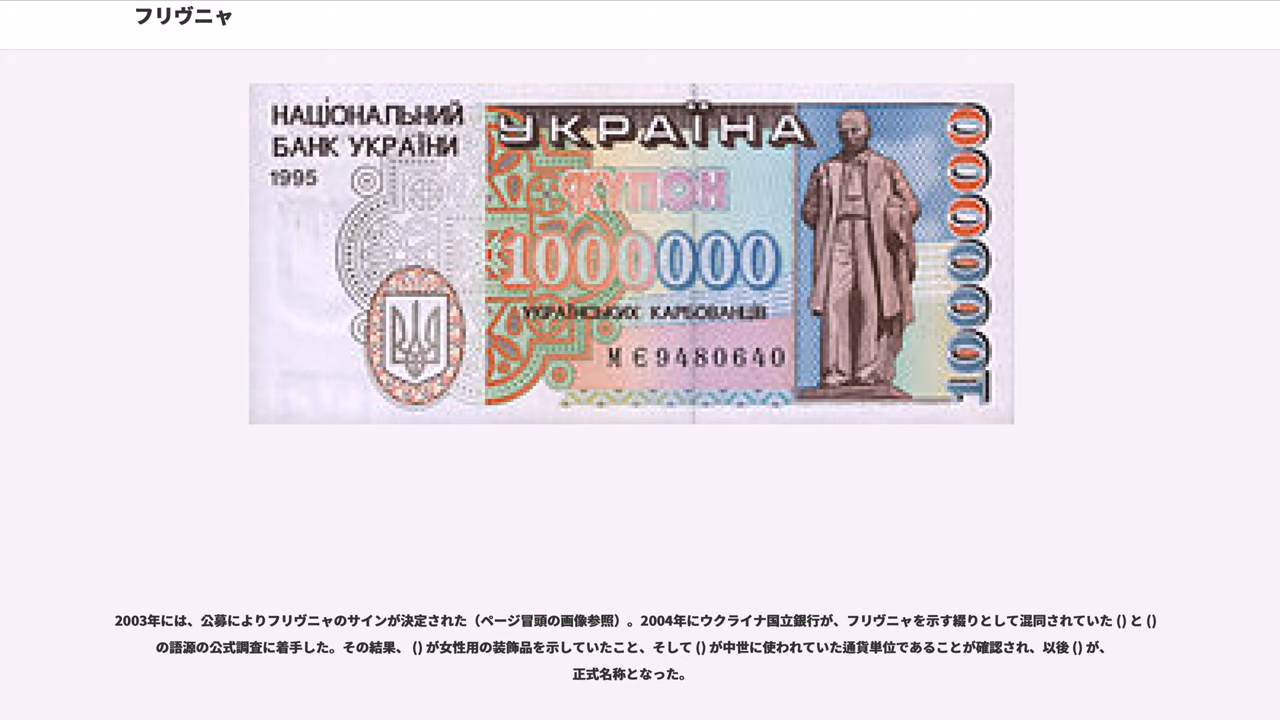 フリヴニャ
НАЦІОНАЛЬНИЙ
БАНК УКРАЇНИ
1995
УКРАЇНА
КУПОН
1000000
УКРАЇНСЬКИХ КАРБОВАНЦІВ
МЄ9480640
1000000
2003年には、公募によりフリヴニャのサインが決定された（ページ冒頭の画像参照）。2004年にウクライナ国立銀行が、フリヴニャを示す綴りとして混同されていた () と ()
の語源の公式調査に着手した。その結果、 () が女性用の装飾品を示していたこと、そして () が中世に使われていた通貨単位であることが確認され、以後 () が、
正式名称となった。